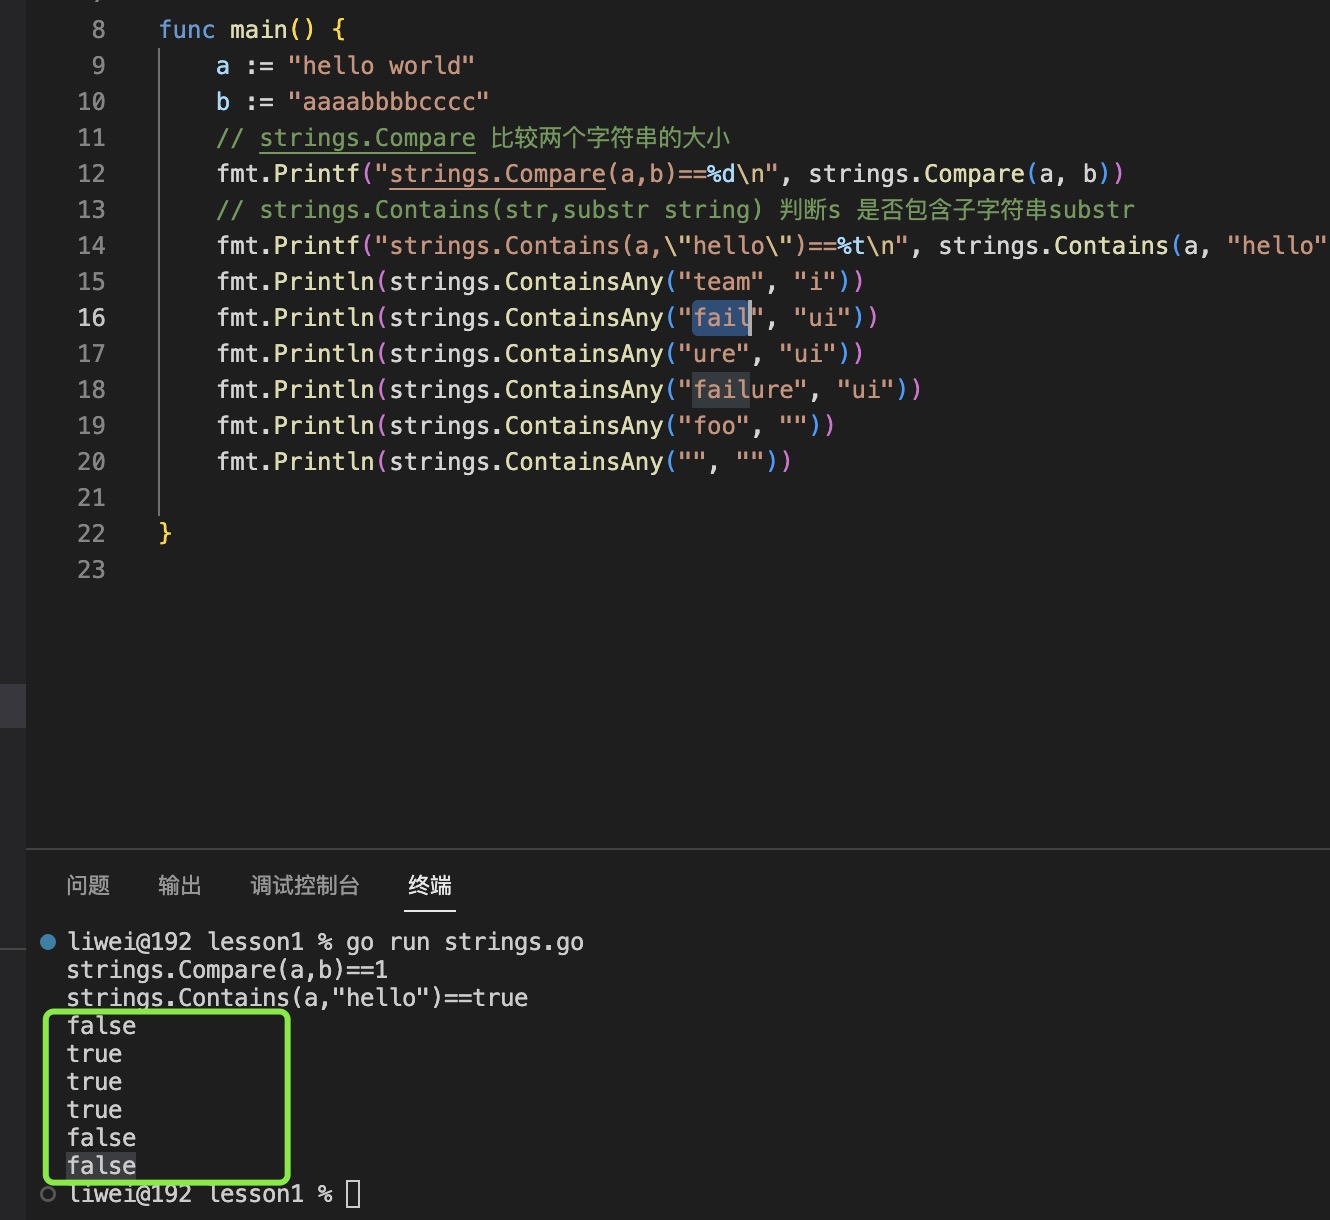 8 func main() {
9 a := "hello world"
10 b := "aaaabbbbcccc"
11 // strings.Compare 比较两个字符串的大小
12 fmt.Printf("strings.Compare(a,b)==%d\n", strings.Compare(a, b))
13 // strings.Contains(str,substr string) 判断s 是否包含子字符串substr
14 fmt.Printf("strings.Contains(a,\"hello\")==%t\n", strings.Contains(a, "hello"
15 fmt.Println(strings.ContainsAny("team", "i"))
16 fmt.Println(strings.ContainsAny("fail", "ui"))
17 fmt.Println(strings.ContainsAny("ure", "ui"))
18 fmt.Println(strings.ContainsAny("failure", "ui"))
19 fmt.Println(strings.ContainsAny("foo", ""))
20 fmt.Println(strings.ContainsAny("", ""))
21
22 }
23
问题 输出 调试控制台 终端
liwei@192 lesson1 % go run strings.go
strings.Compare(a,b)==1
strings.Contains(a,"hello")==true
false
true
true
true
false
false
liwei@192 lesson1 %